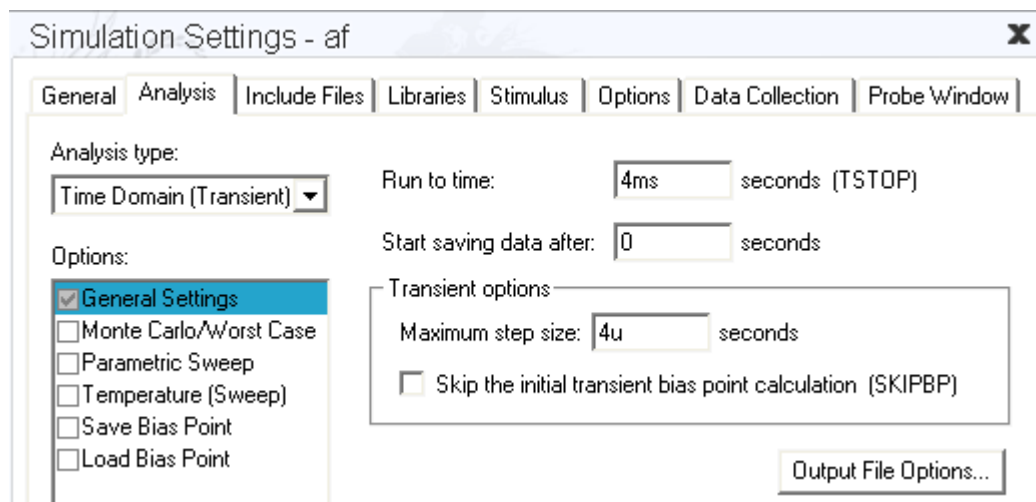 Simulation Settings - af
General Analysis Include Files Libraries Stimulus Options Data Collection Probe Window
Analysis type:
Time Domain (Transient)
Run to time: 4ms seconds (TSTOP)
Start saving data after: 0 seconds
Options:
General Settings
Monte Carlo/Worst Case
Parametric Sweep
Temperature (Sweep)
Save Bias Point
Load Bias Point
Transient options
Maximum step size: 4u seconds
Skip the initial transient bias point calculation (SKIPBP)
Output File Options...